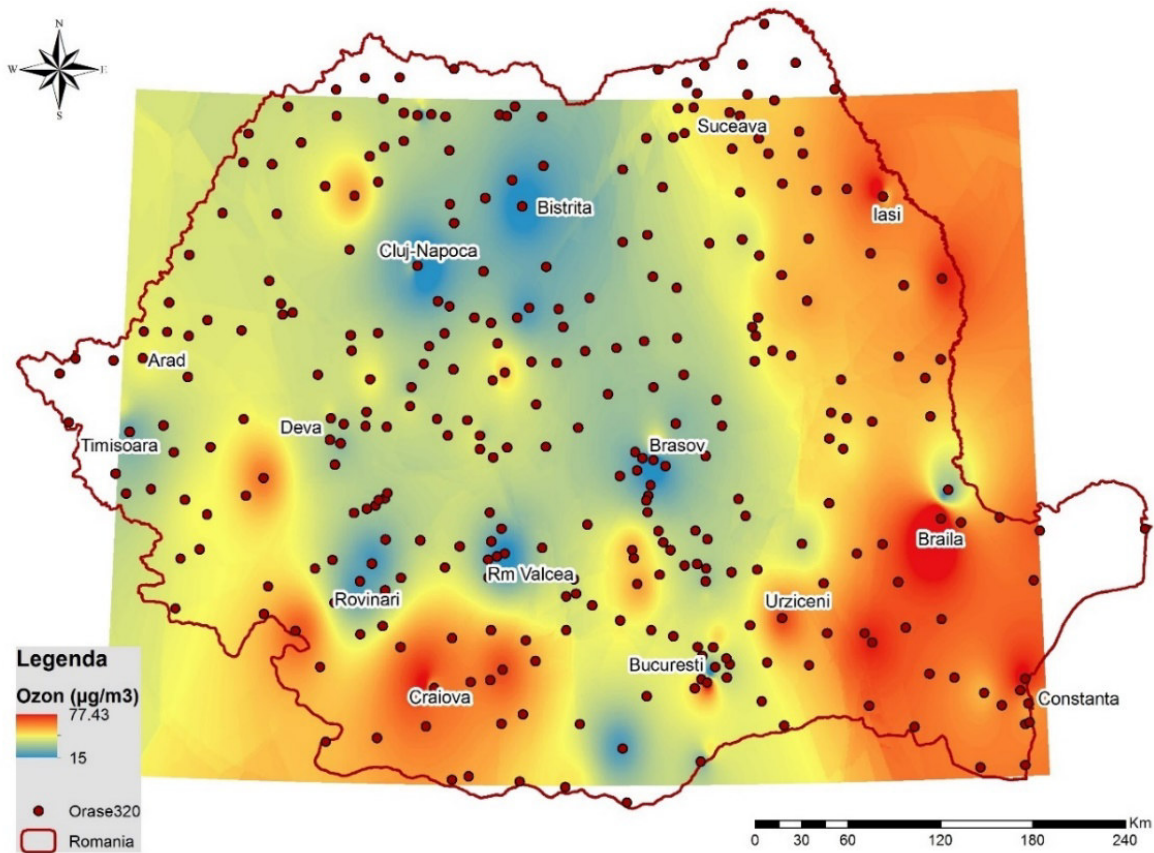 N
W E
S
Suceava
Iasi
Bistrita
Cluj-Napoca
Arad
Deva
Timisoara
Brasov
Braila
Rm Valcea
Rovinari
Urziceni
Bucuresti
Craiova
Constanta
Legenda
Ozon (µg/m3)
77.43
15
Orase320
Romania
Km
0 15 30 60 120 180 240